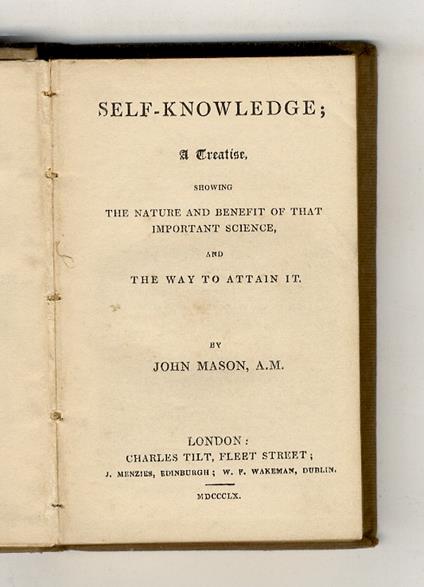 SELF-KNOWLEDGE;
A Treatise,
SHOWING
THE NATURE AND BENEFIT OF THAT
IMPORTANT SCIENCE,
AND
THE WAY TO ATTAIN IT.
BY
JOHN MASON, A.M.
LONDON:
CHARLES TILT, FLEET STREET;
J. MENZIES, EDINBURGH; W. F. WAKEMAN, DUBLIN.
MDCCCLX.